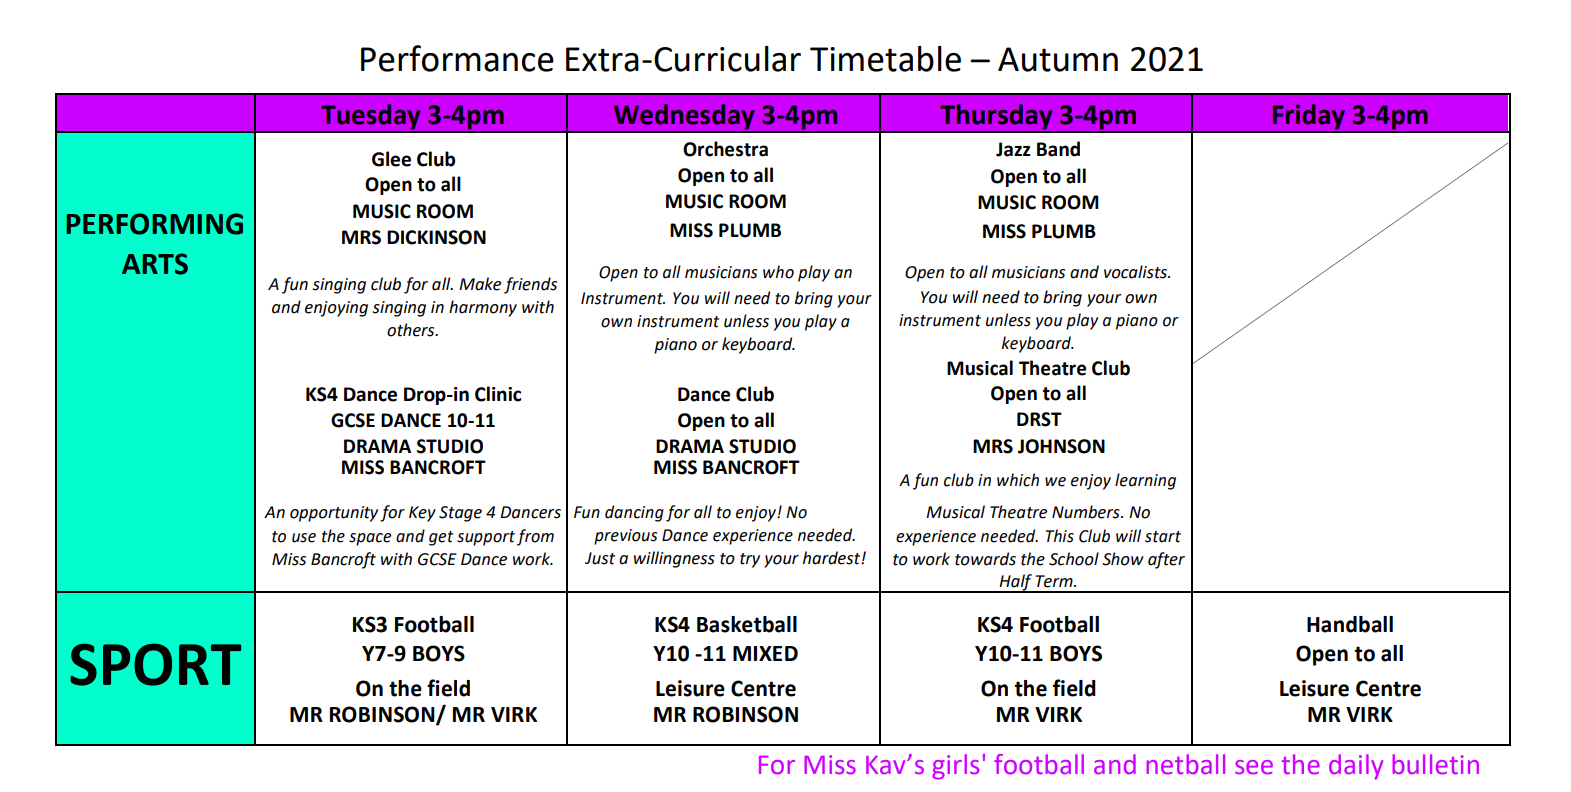 Performance Extra-Curricular Timetable – Autumn 2021
Tuesday 3-4pm
Wednesday 3-4pm
Thursday 3-4pm
Friday 3-4pm
PERFORMING
ARTS
Glee Club
Open to all
MUSIC ROOM
MRS DICKINSON
A fun singing club for all. Make friends
and enjoying singing in harmony with
others.
KS4 Dance Drop-in Clinic
GCSE DANCE 10-11
DRAMA STUDIO
MISS BANCROFT
An opportunity for Key Stage 4 Dancers
to use the space and get support from
Miss Bancroft with GCSE Dance work.
Orchestra
Open to all
MUSIC ROOM
MISS PLUMB
Open to all musicians who play an
Instrument. You will need to bring your
own instrument unless you play a
piano or keyboard.
Dance Club
Open to all
DRAMA STUDIO
MISS BANCROFT
Fun dancing for all to enjoy! No
previous Dance experience needed.
Just a willingness to try your hardest!
Jazz Band
Open to all
MUSIC ROOM
MISS PLUMB
Open to all musicians and vocalists.
You will need to bring your own
instrument unless you play a piano or
keyboard.
Musical Theatre Club
Open to all
DRST
MRS JOHNSON
A fun club in which we enjoy learning
Musical Theatre Numbers. No
experience needed. This Club will start
to work towards the School Show after
Half Term.
SPORT
KS3 Football
Y7-9 BOYS
On the field
MR ROBINSON/ MR VIRK
KS4 Basketball
Y10 -11 MIXED
Leisure Centre
MR ROBINSON
KS4 Football
Y10-11 BOYS
On the field
MR VIRK
Handball
Open to all
Leisure Centre
MR VIRK
For Miss Kav’s girls' football and netball see the daily bulletin